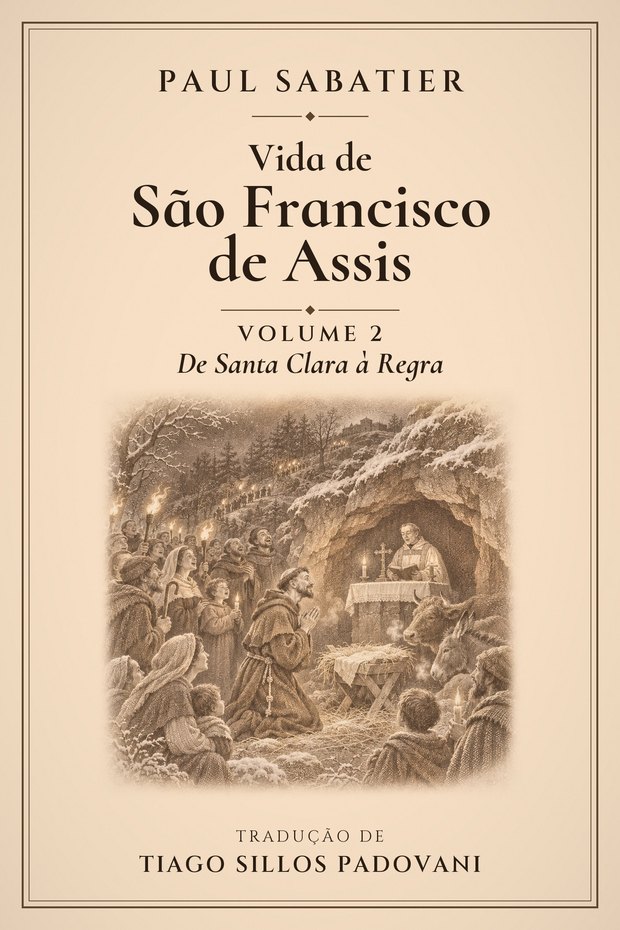 PAUL SABATIER
Vida de
São Francisco
de Assis
VOLUME 2
De Santa Clara à Regra
TRADUÇÃO DE
TIAGO SILLOS PADOVANI